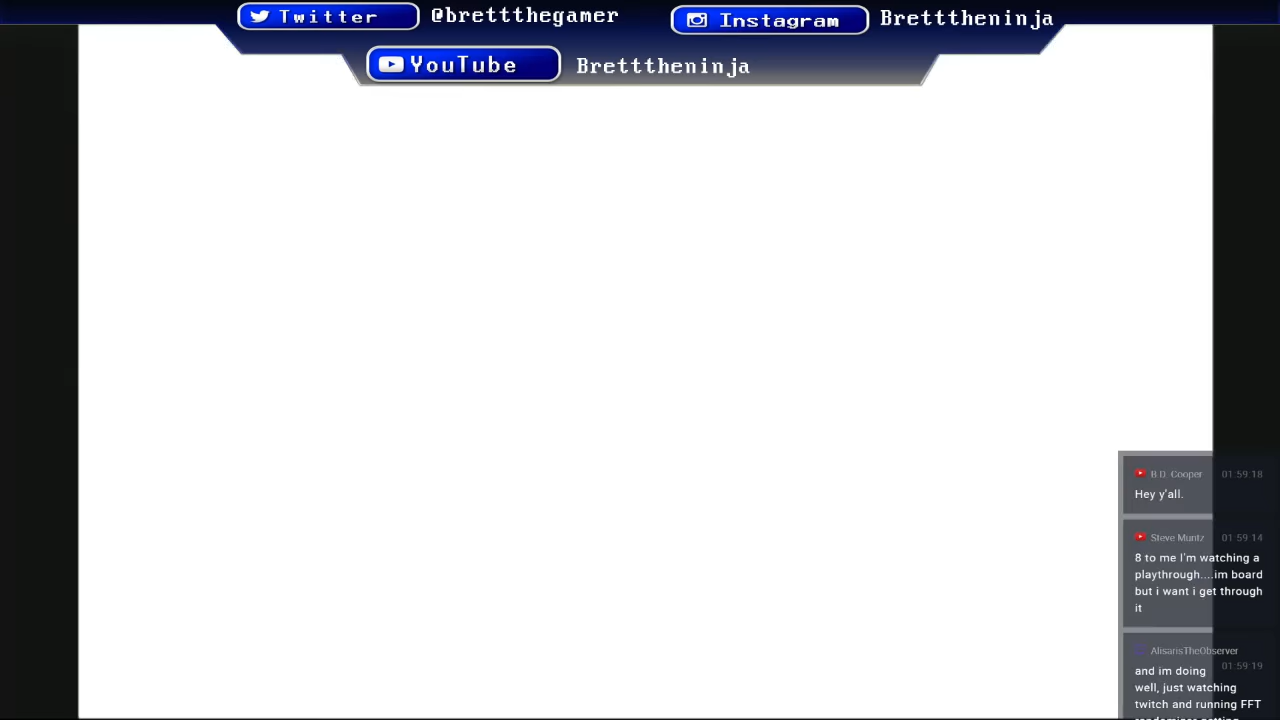 Twitter @brettthegamer Instagram Bretttheninja
YouTube Bretttheninja
B.D. Cooper 01:59:18
Hey y'all.
Steve Muntz 01:59:14
8 to me I'm watching a
playthrough....im board
but i want i get through
it
AlisarisTheObserver
01:59:19
and im doing
well, just watching
twitch and running FFT